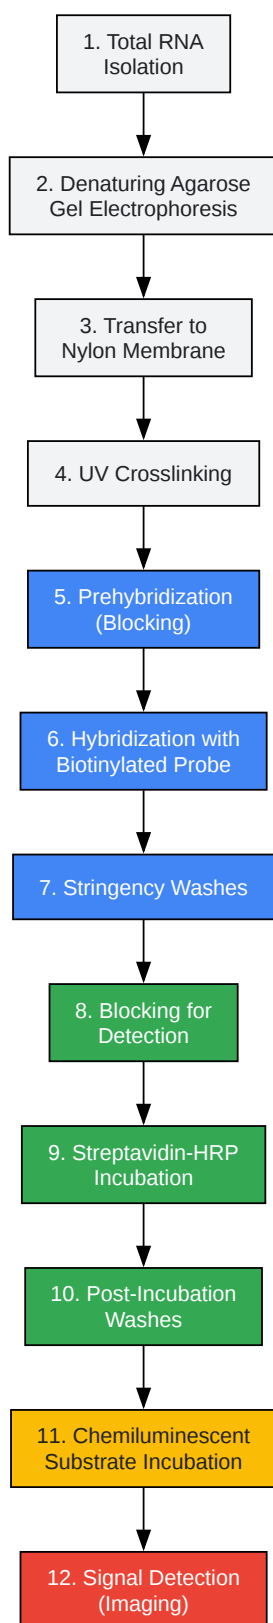 1. Total RNA
Isolation
2. Denaturing Agarose
Gel Electrophoresis
3. Transfer to
Nylon Membrane
4. UV Crosslinking
5. Prehybridization
(Blocking)
6. Hybridization with
Biotinylated Probe
7. Stringency Washes
8. Blocking for
Detection
9. Streptavidin-HRP
Incubation
10. Post-Incubation
Washes
11. Chemiluminescent
Substrate Incubation
12. Signal Detection
(Imaging)